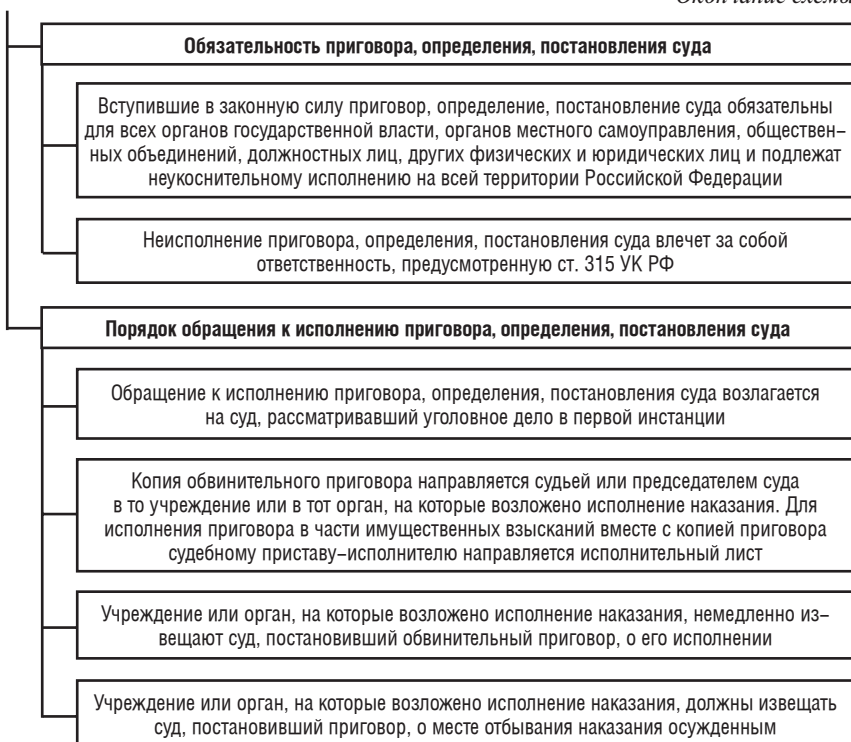 Окончание схемы
Обязательность приговора, определения, постановления суда
Вступившие в законную силу приговор, определение, постановление суда обязательны
для всех органов государственной власти, органов местного самоуправления, обществен–
ных объединений, должностных лиц, других физических и юридических лиц и подлежат
неукоснительному исполнению на всей территории Российской Федерации
Неисполнение приговора, определения, постановления суда влечет за собой
ответственность, предусмотренную ст. 315 УК РФ
Порядок обращения к исполнению приговора, определения, постановления суда
Обращение к исполнению приговора, определения, постановления суда возлагается
на суд, рассматривавший уголовное дело в первой инстанции
Копия обвинительного приговора направляется судьей или председателем суда
в то учреждение или в тот орган, на которые возложено исполнение наказания. Для
исполнения приговора в части имущественных взысканий вместе с копией приговора
судебному приставу–исполнителю направляется исполнительный лист
Учреждение или орган, на которые возложено исполнение наказания, немедленно из–
вещают суд, постановивший обвинительный приговор, о его исполнении
Учреждение или орган, на которые возложено исполнение наказания, должны извещать
суд, постановивший приговор, о месте отбывания наказания осужденным